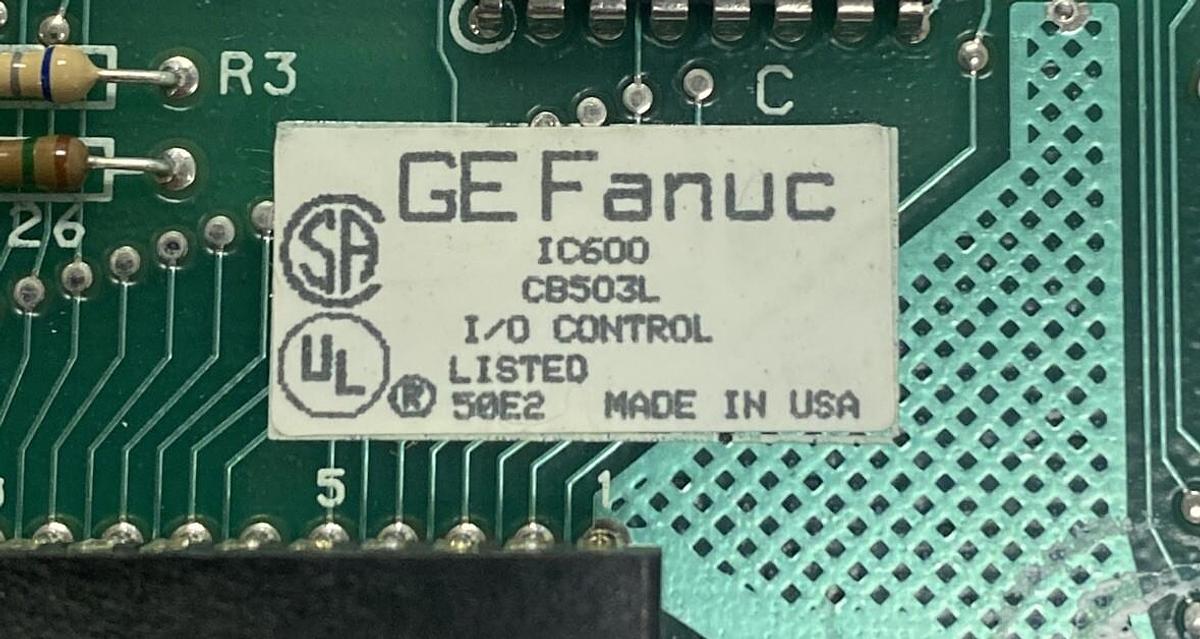 R3
C
GE Fanuc
SA
IC600
26
CB503L
I/O CONTROL
UL
LISTED
® 50E2 MADE IN USA
5
1